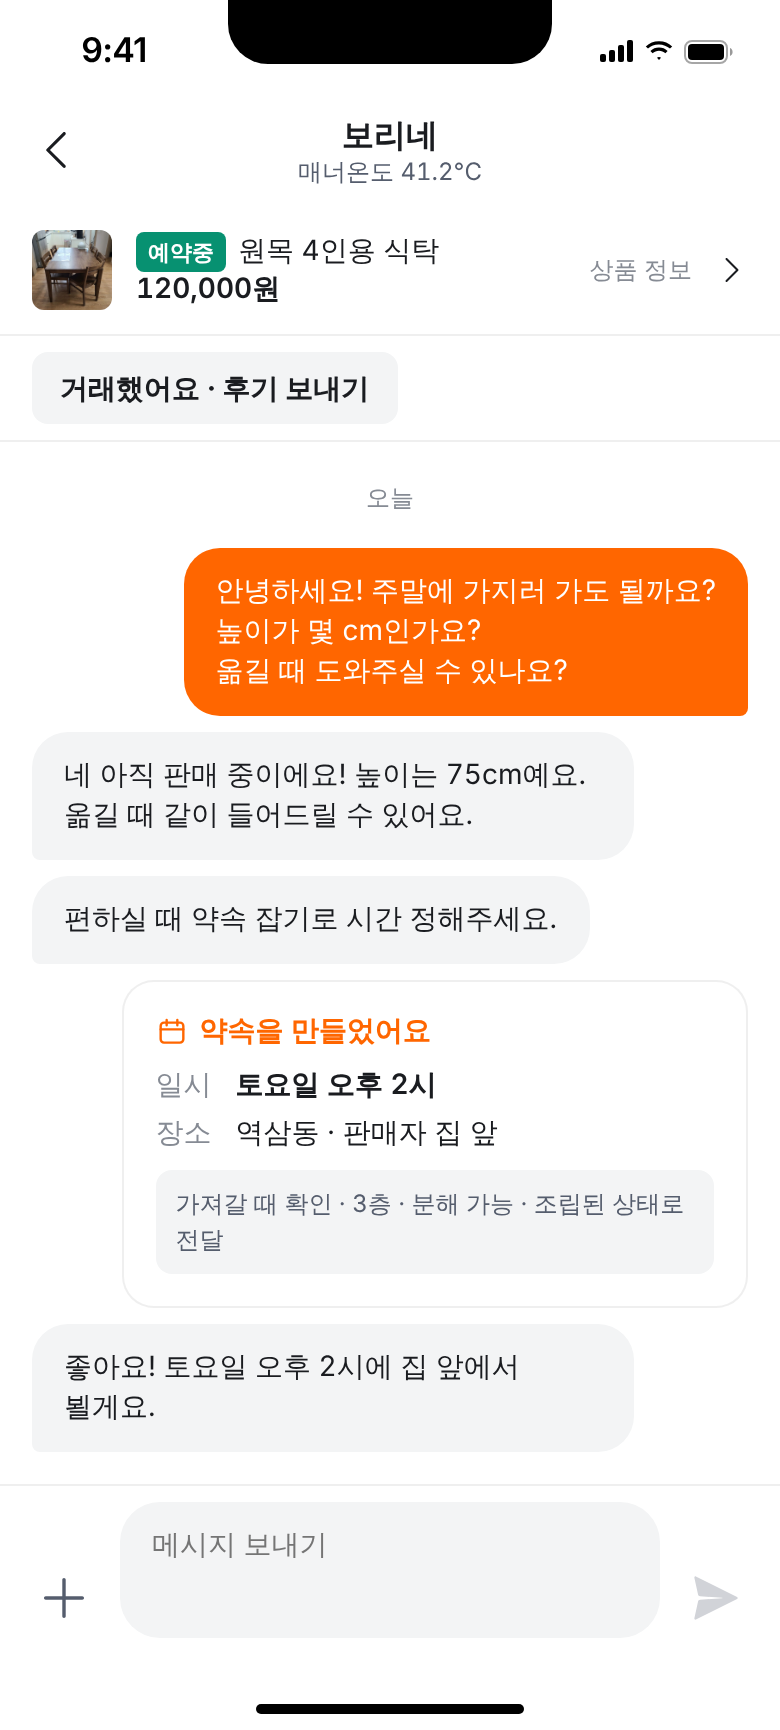 9:41
보리네
매너온도 41.2°C
예약중 원목 4인용 식탁
120,000원
상품 정보
거래했어요 · 후기 보내기
오늘
안녕하세요! 주말에 가지러 가도 될까요?
높이가 몇 cm인가요?
옮길 때 도와주실 수 있나요?
네 아직 판매 중이에요! 높이는 75cm예요.
옮길 때 같이 들어드릴 수 있어요.
편하실 때 약속 잡기로 시간 정해주세요.
약속을 만들었어요
일시 토요일 오후 2시
장소 역삼동 · 판매자 집 앞
가져갈 때 확인 · 3층 · 분해 가능 · 조립된 상태로
전달
좋아요! 토요일 오후 2시에 집 앞에서
뵐게요.
메시지 보내기